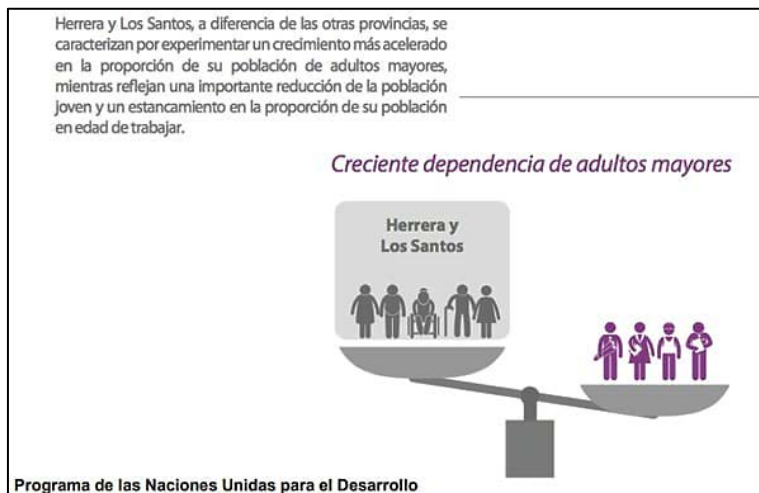 Herrera y Los Santos, a diferencia de las otras provincias, se
caracterizan por experimentar un crecimiento más acelerado
en la proporción de su población de adultos mayores,
mientras reflejan una importante reducción de la población
joven y un estancamiento en la proporción de su población
en edad de trabajar.
Creciente dependencia de adultos mayores
Herrera y
Los Santos
Programa de las Naciones Unidas para el Desarrollo